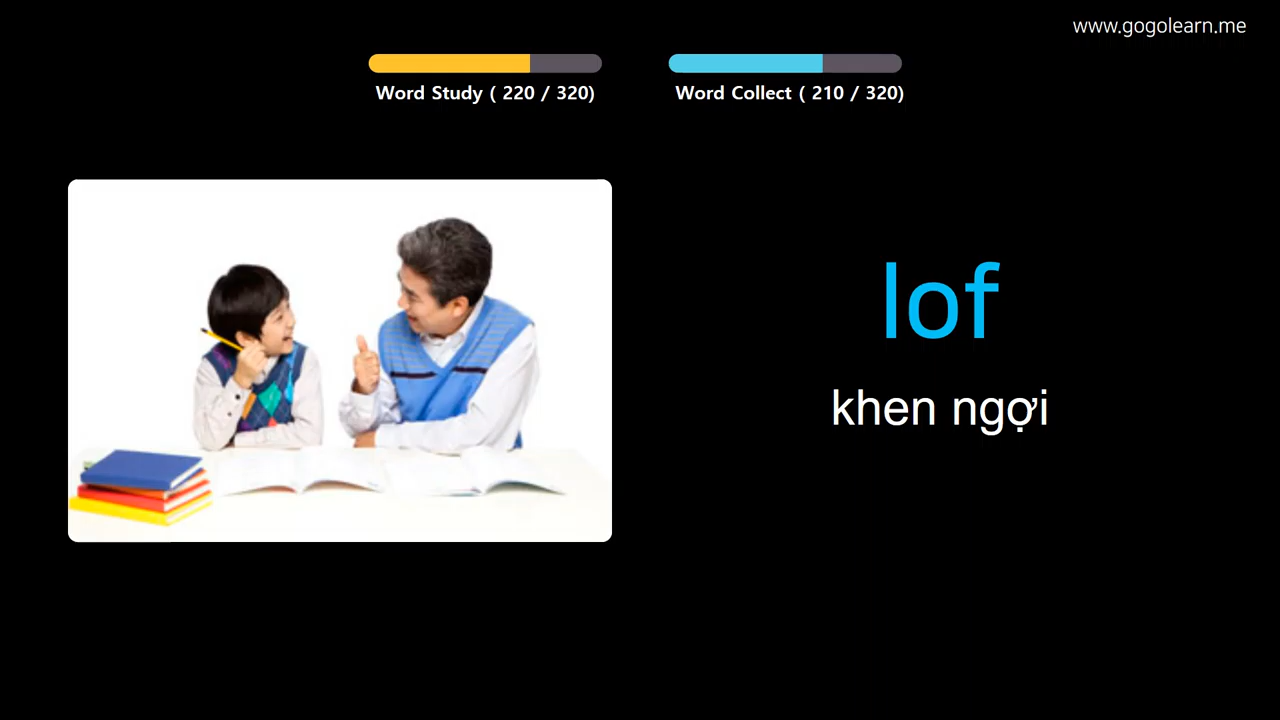 www.gogolearn.me
Word Study ( 220 / 320)
Word Collect ( 210 / 320)
lof
khen ngợi